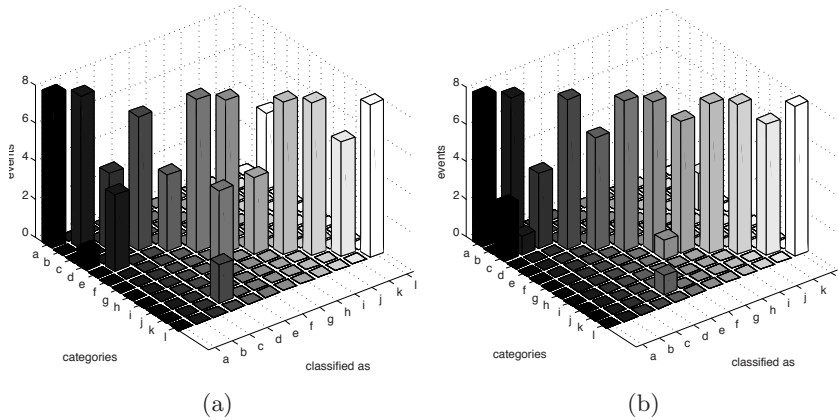 8
6
4
2
0
events
a
b
c
d
e
f
g
h
i
j
k
l
categories
a
b
c
d
e
f
g
h
i
j
k
l
classified as
(a)
8
6
4
2
0
events
a
b
c
d
e
f
g
h
i
j
k
l
categories
a
b
c
d
e
f
g
h
i
j
k
classified as
(b)